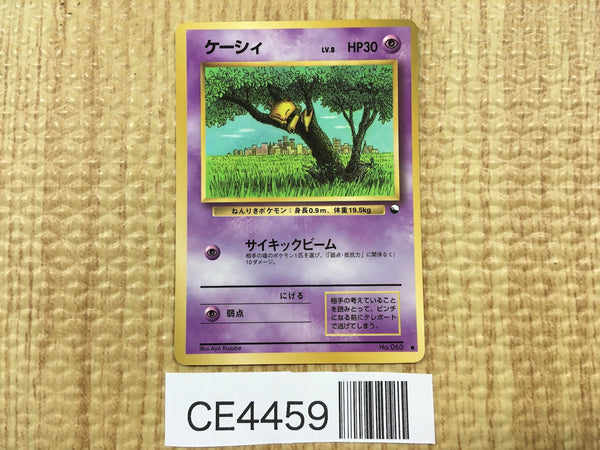 ケーシィ LV.8 HP30
ねんりきポケモン：身長0.9m、体重19.5kg
サイキックビーム
相手の場のポケモン1匹を選び、（「弱点・抵抗力」に関係なく）
10ダメージ。
にげる
弱点
相手の考えていること
を読みとって、ピンチ
になる前にテレポート
で逃げてしまう。
Illus. Aya Kusube
No.063
CE4459